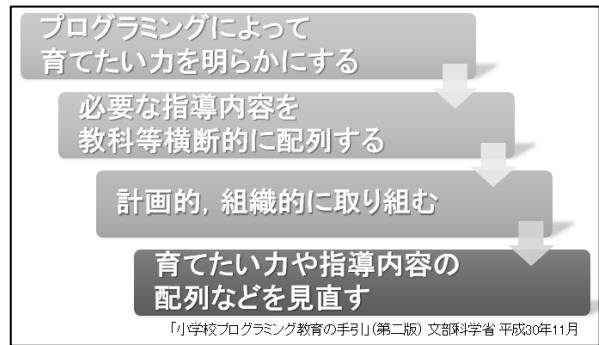 プログラミングによって
育てたい力を明らかにする
必要な指導内容を
教科等横断的に配列する
計画的，組織的に取り組む
育てたい力や指導内容の
配列などを見直す
「小学校プログラミング教育の手引」(第二版) 文部科学省 平成30年11月